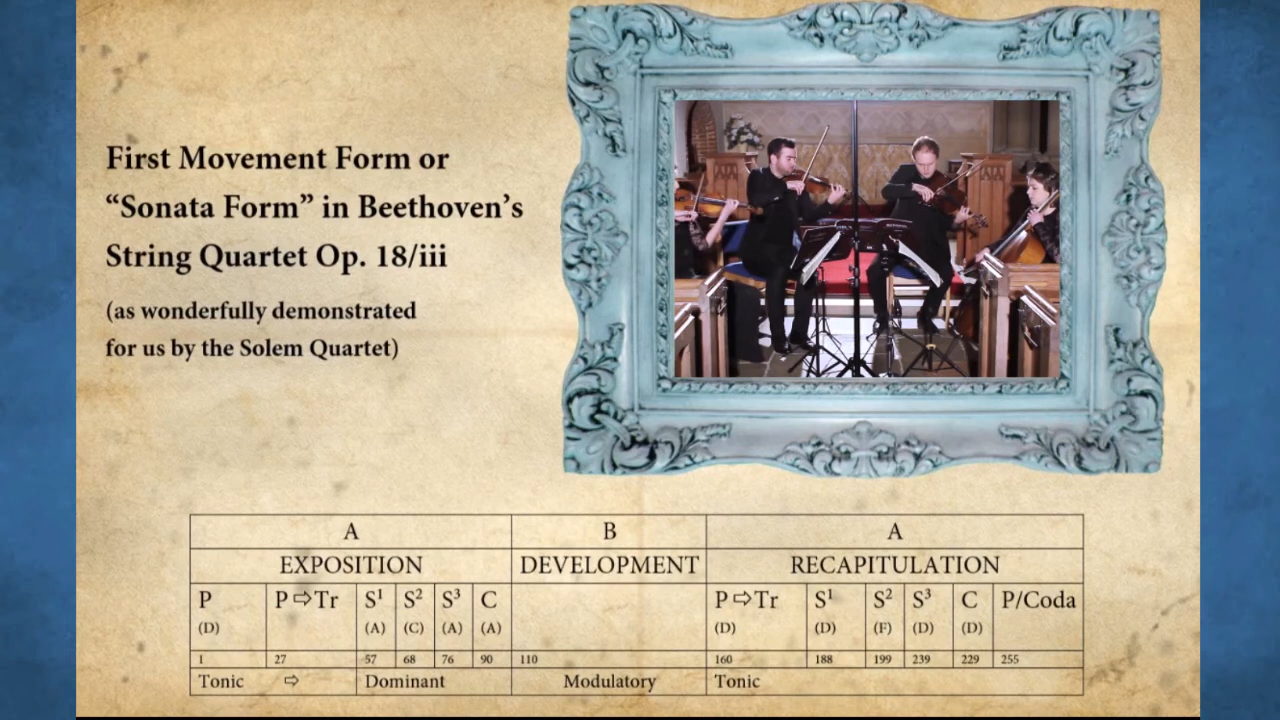 First Movement Form or
“Sonata Form” in Beethoven’s
String Quartet Op. 18/iii
(as wonderfully demonstrated
for us by the Solem Quartet)
A B A
EXPOSITION DEVELOPMENT RECAPITULATION
P P⇨Tr S¹ S² S³ C P⇨Tr S¹ S² S³ C P/Coda
(D) (A) (C) (A) (A) (D) (D) (F) (D) (D)
1 27 57 68 76 90 110 160 188 199 239 229 255
Tonic ⇨ Dominant Modulatory Tonic